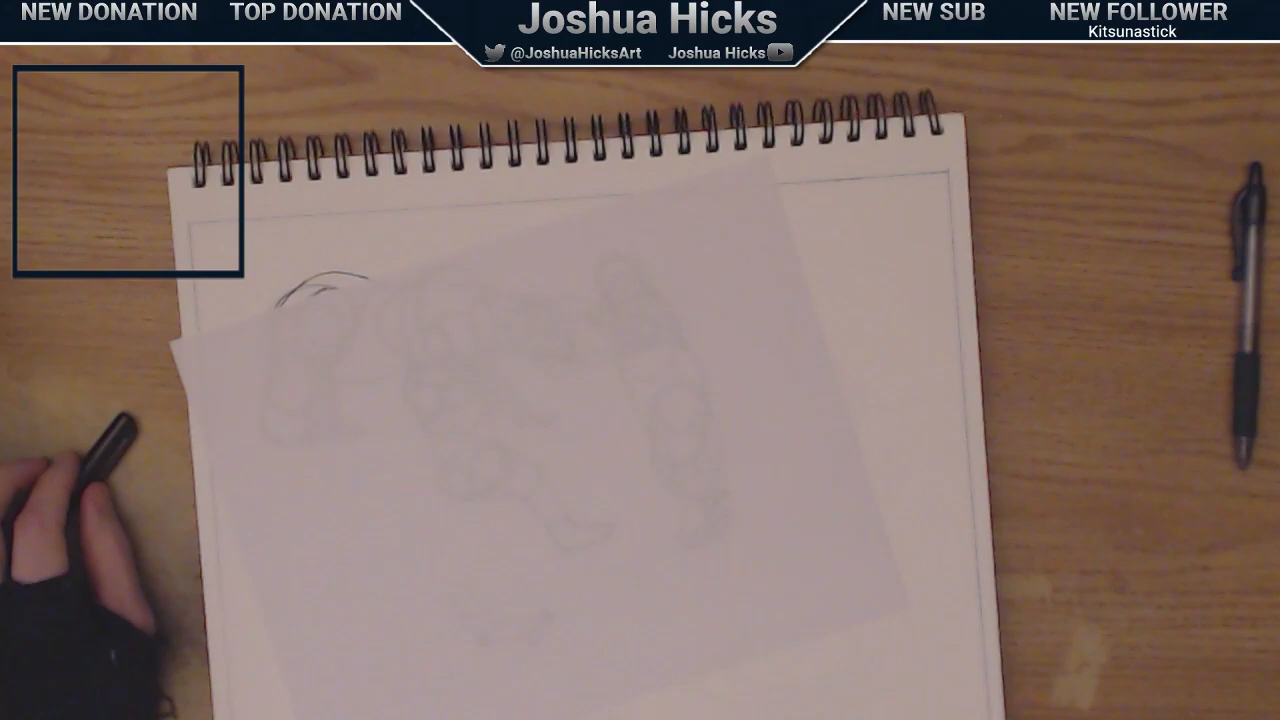 NEW DONATION
TOP DONATION
Joshua Hicks
@JoshuaHicksArt
Joshua Hicks
NEW SUB
NEW FOLLOWER
Kitsunastick